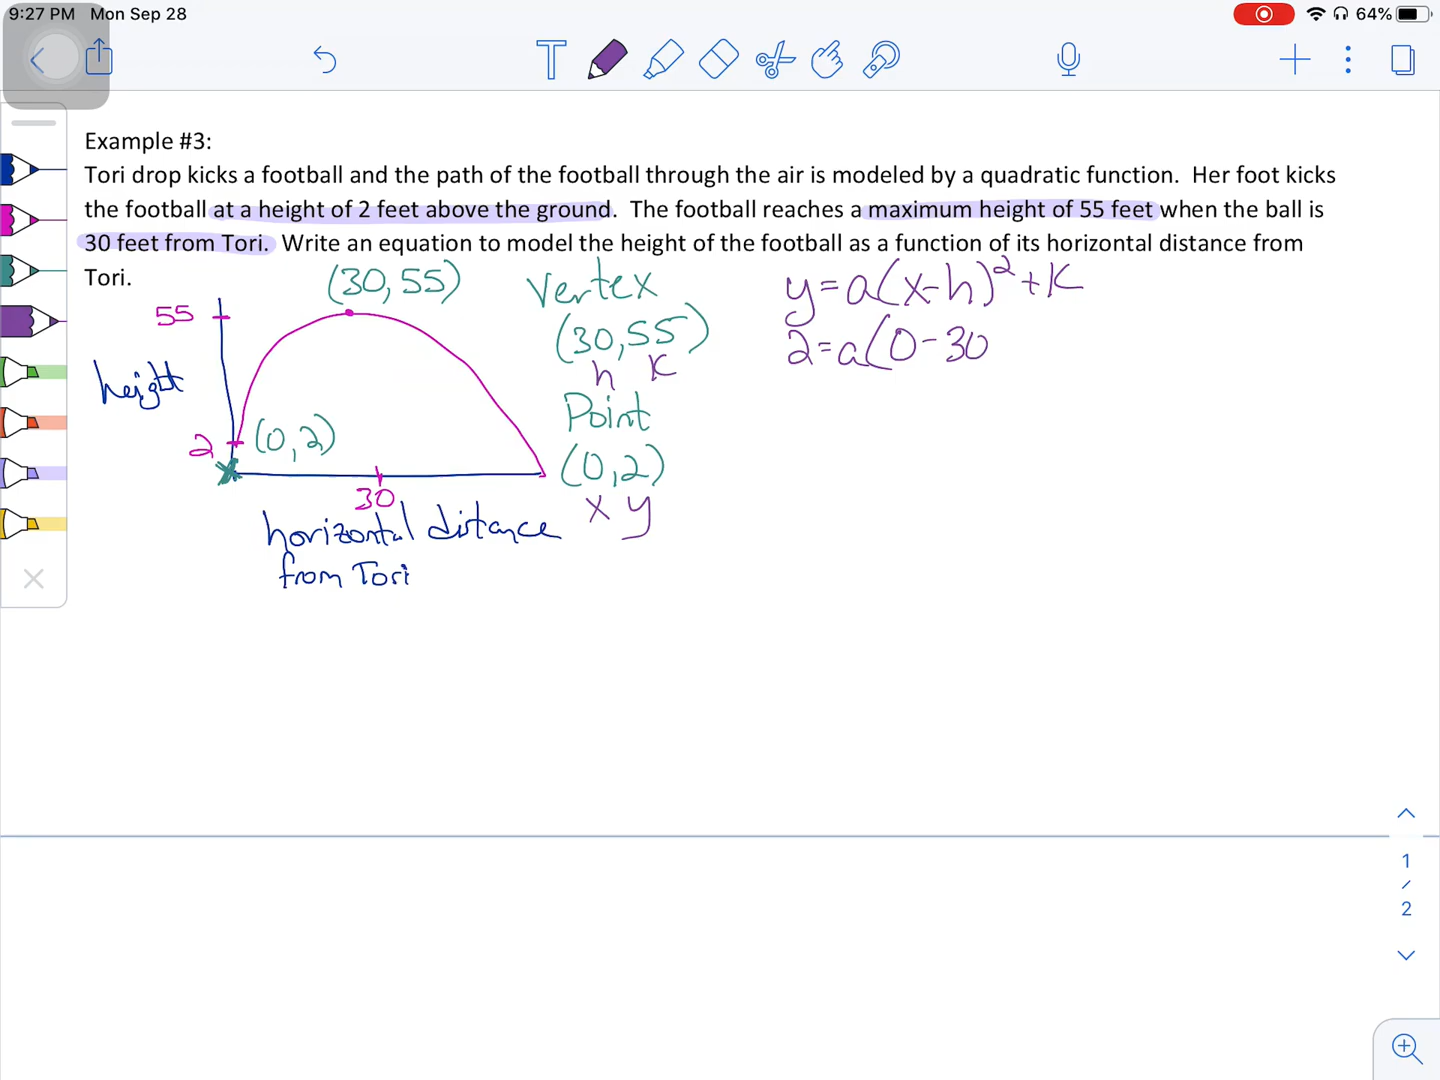 9:27 PM Mon Sep 28
64%
T
Example #3:
Tori drop kicks a football and the path of the football through the air is modeled by a quadratic function. Her foot kicks
the football at a height of 2 feet above the ground. The football reaches a maximum height of 55 feet when the ball is
30 feet from Tori. Write an equation to model the height of the football as a function of its horizontal distance from
Tori.
(30,55)
55
height
2
(0,2)
30
horizontal distance
from Tori
Vertex
(30,55)
h K
Point
(0,2)
x y
y=a(x-h)²+K
2=a(0-30
1
/
2